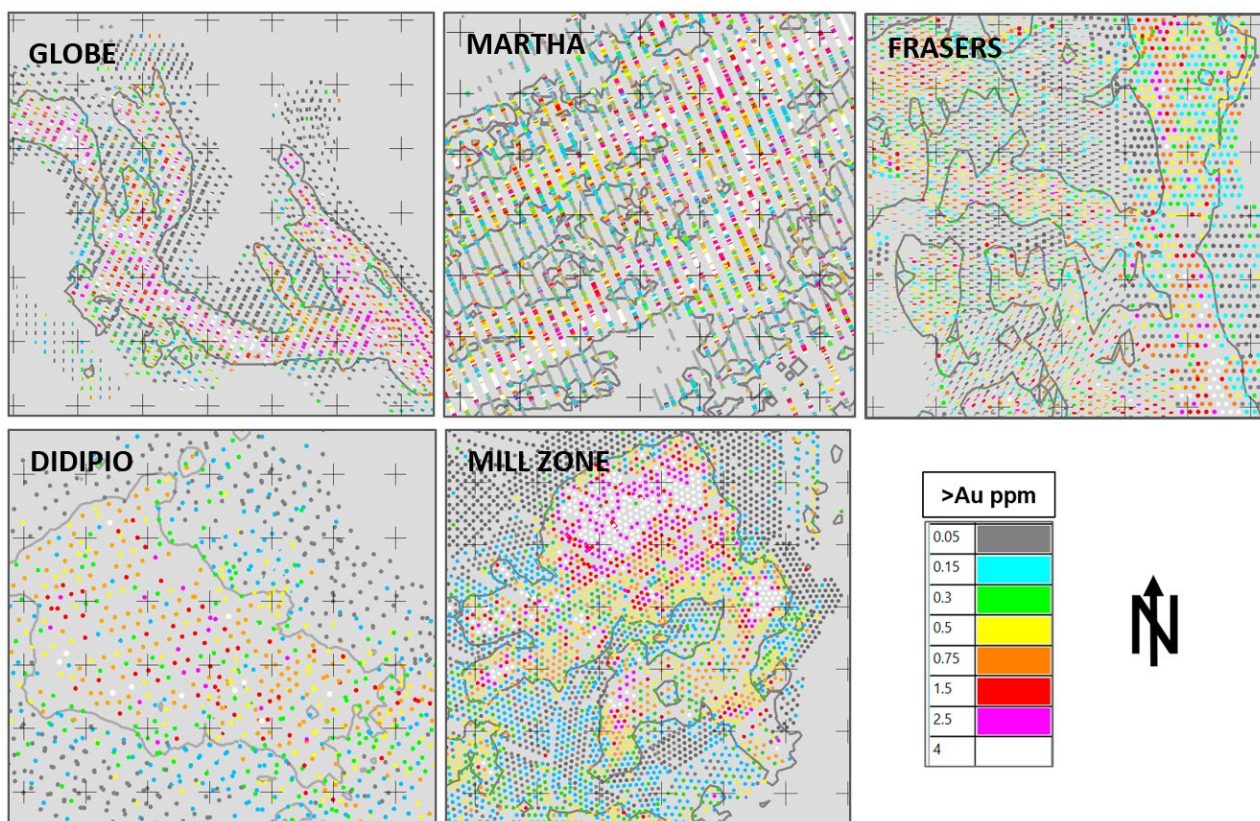 GLOBE
MARTHA
FRASERS
DIDIPIO
MILL ZONE
>Au ppm
0.05
0.15
0.3
0.5
0.75
1.5
2.5
4
N